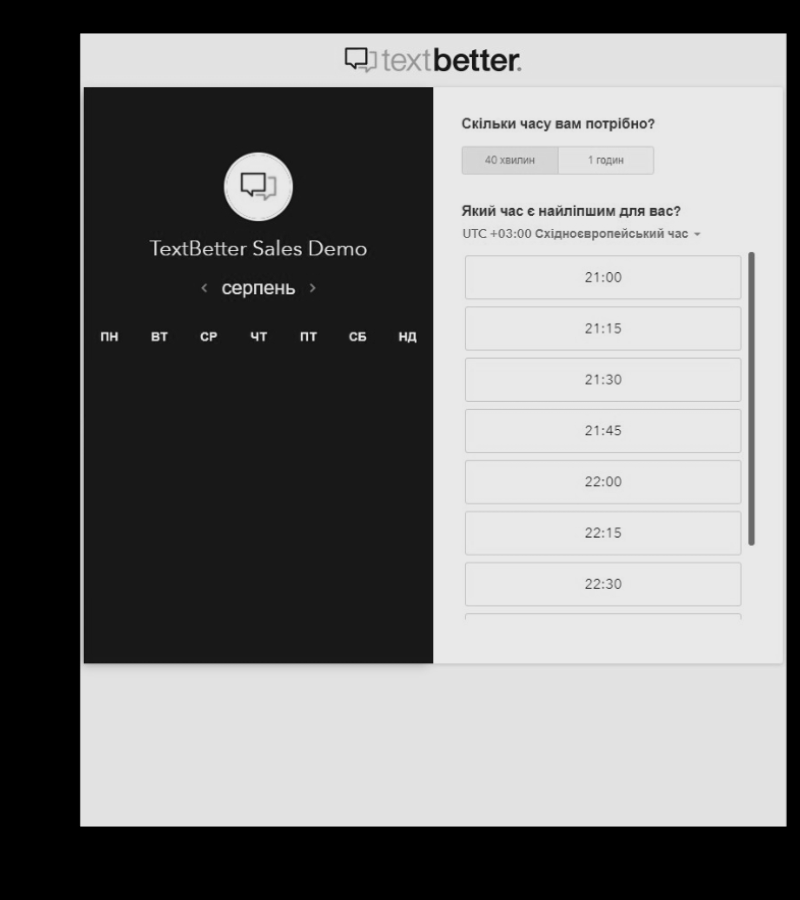 textbetter.
TextBetter Sales Demo
‹ серпень ›
ПН ВТ СР ЧТ ПТ СБ НД
Скільки часу вам потрібно?
40 хвилин 1 годин
Який час є найліпшим для вас?
UTC +03:00 Східноєвропейський час
21:00
21:15
21:30
21:45
22:00
22:15
22:30